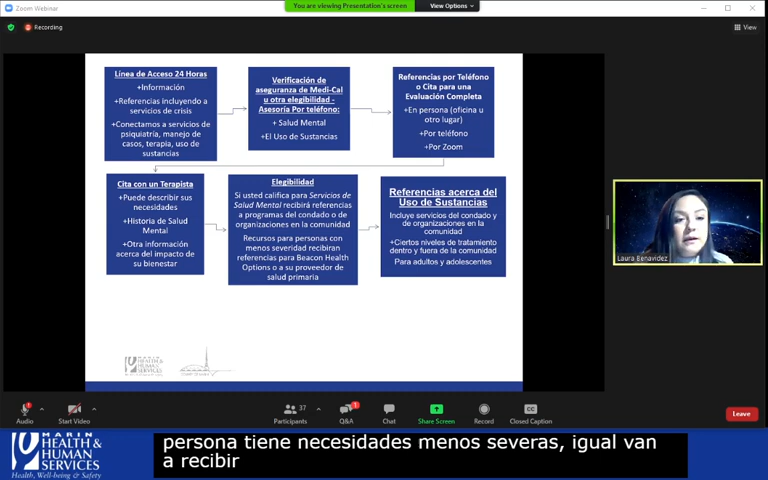 Zoom Webinar
You are viewing Presentation's screen
View Options
Recording
View
Línea de Acceso 24 Horas
+Información
+Referencias incluyendo a
servicios de crisis
+Conectamos a servicios de
psiquiatría, manejo de
casos, terapia, uso de
sustancias
Verificación de
aseguranza de Medi-Cal
u otra elegibilidad -
Asesoría Por teléfono:
+ Salud Mental
+El Uso de Sustancias
Referencias por Teléfono
o Cita para una
Evaluación Completa
+En persona (oficina u
otro lugar)
+Por teléfono
+Por Zoom
Cita con un Terapista
+Puede describir sus
necesidades
+Historia de Salud
Mental
+Otra información
acerca del impacto de
su bienestar
Elegibilidad
Si usted califica para Servicios de
Salud Mental recibirá referencias
a programas del condado o de
organizaciones en la comunidad
Recursos para personas con
menos severidad recibiran
referencias para Beacon Health
Options o a su proveedor de
salud primaria
Referencias acerca del
Uso de Sustancias
Incluye servicios del condado y
de organizaciones en la
comunidad
+Ciertos niveles de tratamiento
dentro y fuera de la comunidad
Para adultos y adolescentes
Laura Benavidez
MARIN
HEALTH &
HUMAN
SERVICES
Audio
Start Video
37
Participants
1
Q&A
Chat
Share Screen
Record
CC
Closed Caption
Leave
MARIN
HEALTH &
HUMAN
SERVICES
Health, Well-being & Safety
persona tiene necesidades menos severas, igual van
a recibir